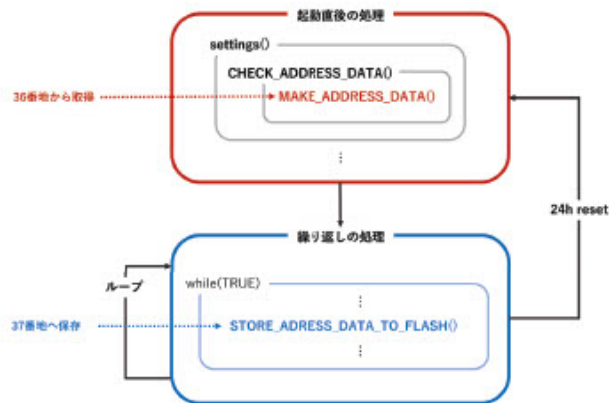 起動直後の処理
settings()
CHECK_ADDRESS_DATA()
36番地から取得
MAKE_ADDRESS_DATA()
⋮
24h reset
繰り返しの処理
ループ
while(TRUE)
⋮
37番地へ保存
STORE_ADRESS_DATA_TO_FLASH()
⋮